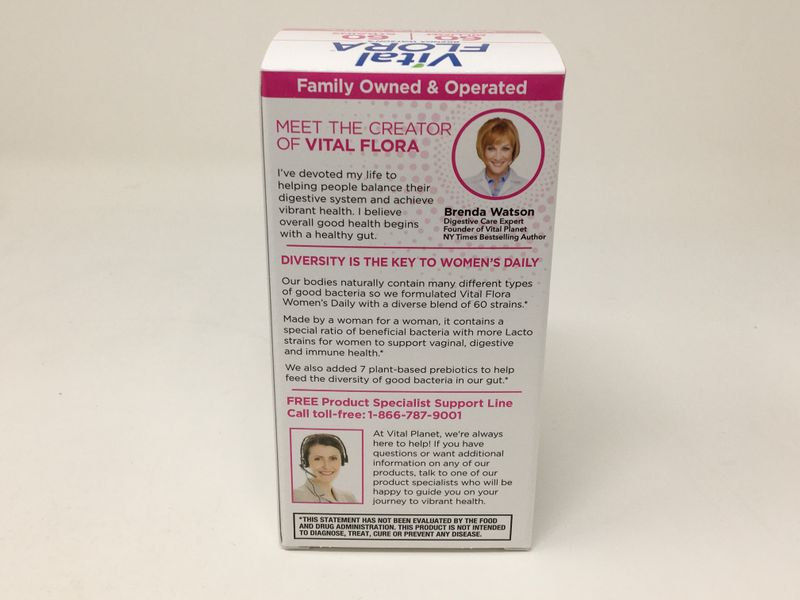 Vital
FLORA
60
60
Family Owned & Operated
MEET THE CREATOR
OF VITAL FLORA
I've devoted my life to
helping people balance their
digestive system and achieve
vibrant health. I believe
overall good health begins
with a healthy gut.
Brenda Watson
Digestive Care Expert
Founder of Vital Planet
NY Times Bestselling Author
DIVERSITY IS THE KEY TO WOMEN'S DAILY
Our bodies naturally contain many different types
of good bacteria so we formulated Vital Flora
Women's Daily with a diverse blend of 60 strains.*
Made by a woman for a woman, it contains a
special ratio of beneficial bacteria with more Lacto
strains for women to support vaginal, digestive
and immune health.*
We also added 7 plant-based prebiotics to help
feed the diversity of good bacteria in our gut.*
FREE Product Specialist Support Line
Call toll-free: 1-866-787-9001
At Vital Planet, we're always
here to help! If you have
questions or want additional
information on any of our
products, talk to one of our
product specialists who will be
happy to guide you on your
journey to vibrant health.
*THIS STATEMENT HAS NOT BEEN EVALUATED BY THE FOOD
AND DRUG ADMINISTRATION. THIS PRODUCT IS NOT INTENDED
TO DIAGNOSE, TREAT, CURE OR PREVENT ANY DISEASE.